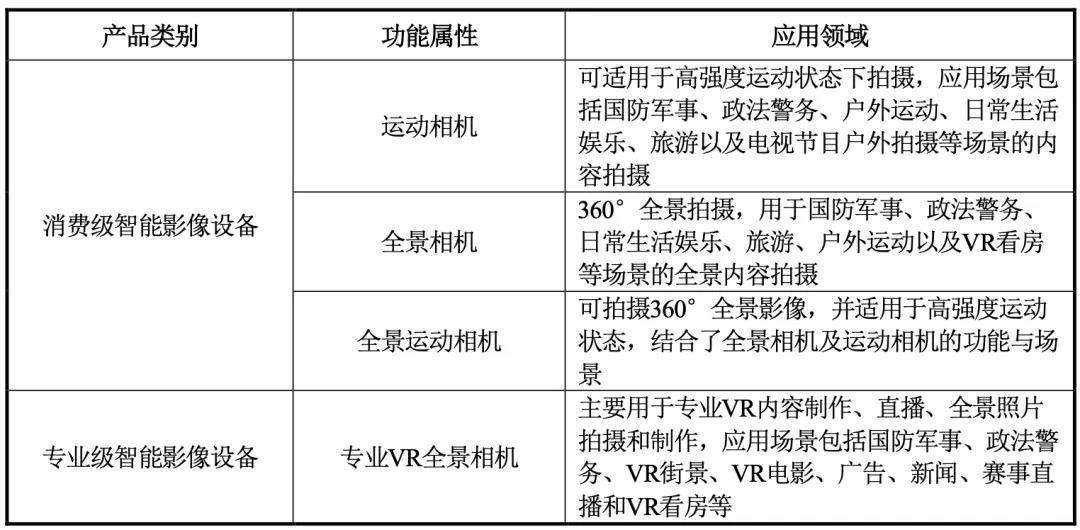 产品类别 功能属性 应用领域
消费级智能影像设备
运动相机
可适用于高强度运动状态下拍摄，应用场景包
括国防军事、政法警务、户外运动、日常生活
娱乐、旅游以及电视节目户外拍摄等场景的内
容拍摄
全景相机
360°全景拍摄，用于国防军事、政法警务、
日常生活娱乐、旅游、户外运动以及VR看房
等场景的全景内容拍摄
全景运动相机
可拍摄360°全景影像，并适用于高强度运动
状态，结合了全景相机及运动相机的功能与场
景
专业级智能影像设备
专业VR全景相机
主要用于专业VR内容制作、直播、全景照片
拍摄和制作，应用场景包括国防军事、政法警
务、VR街景、VR电影、广告、新闻、赛事直
播和VR看房等